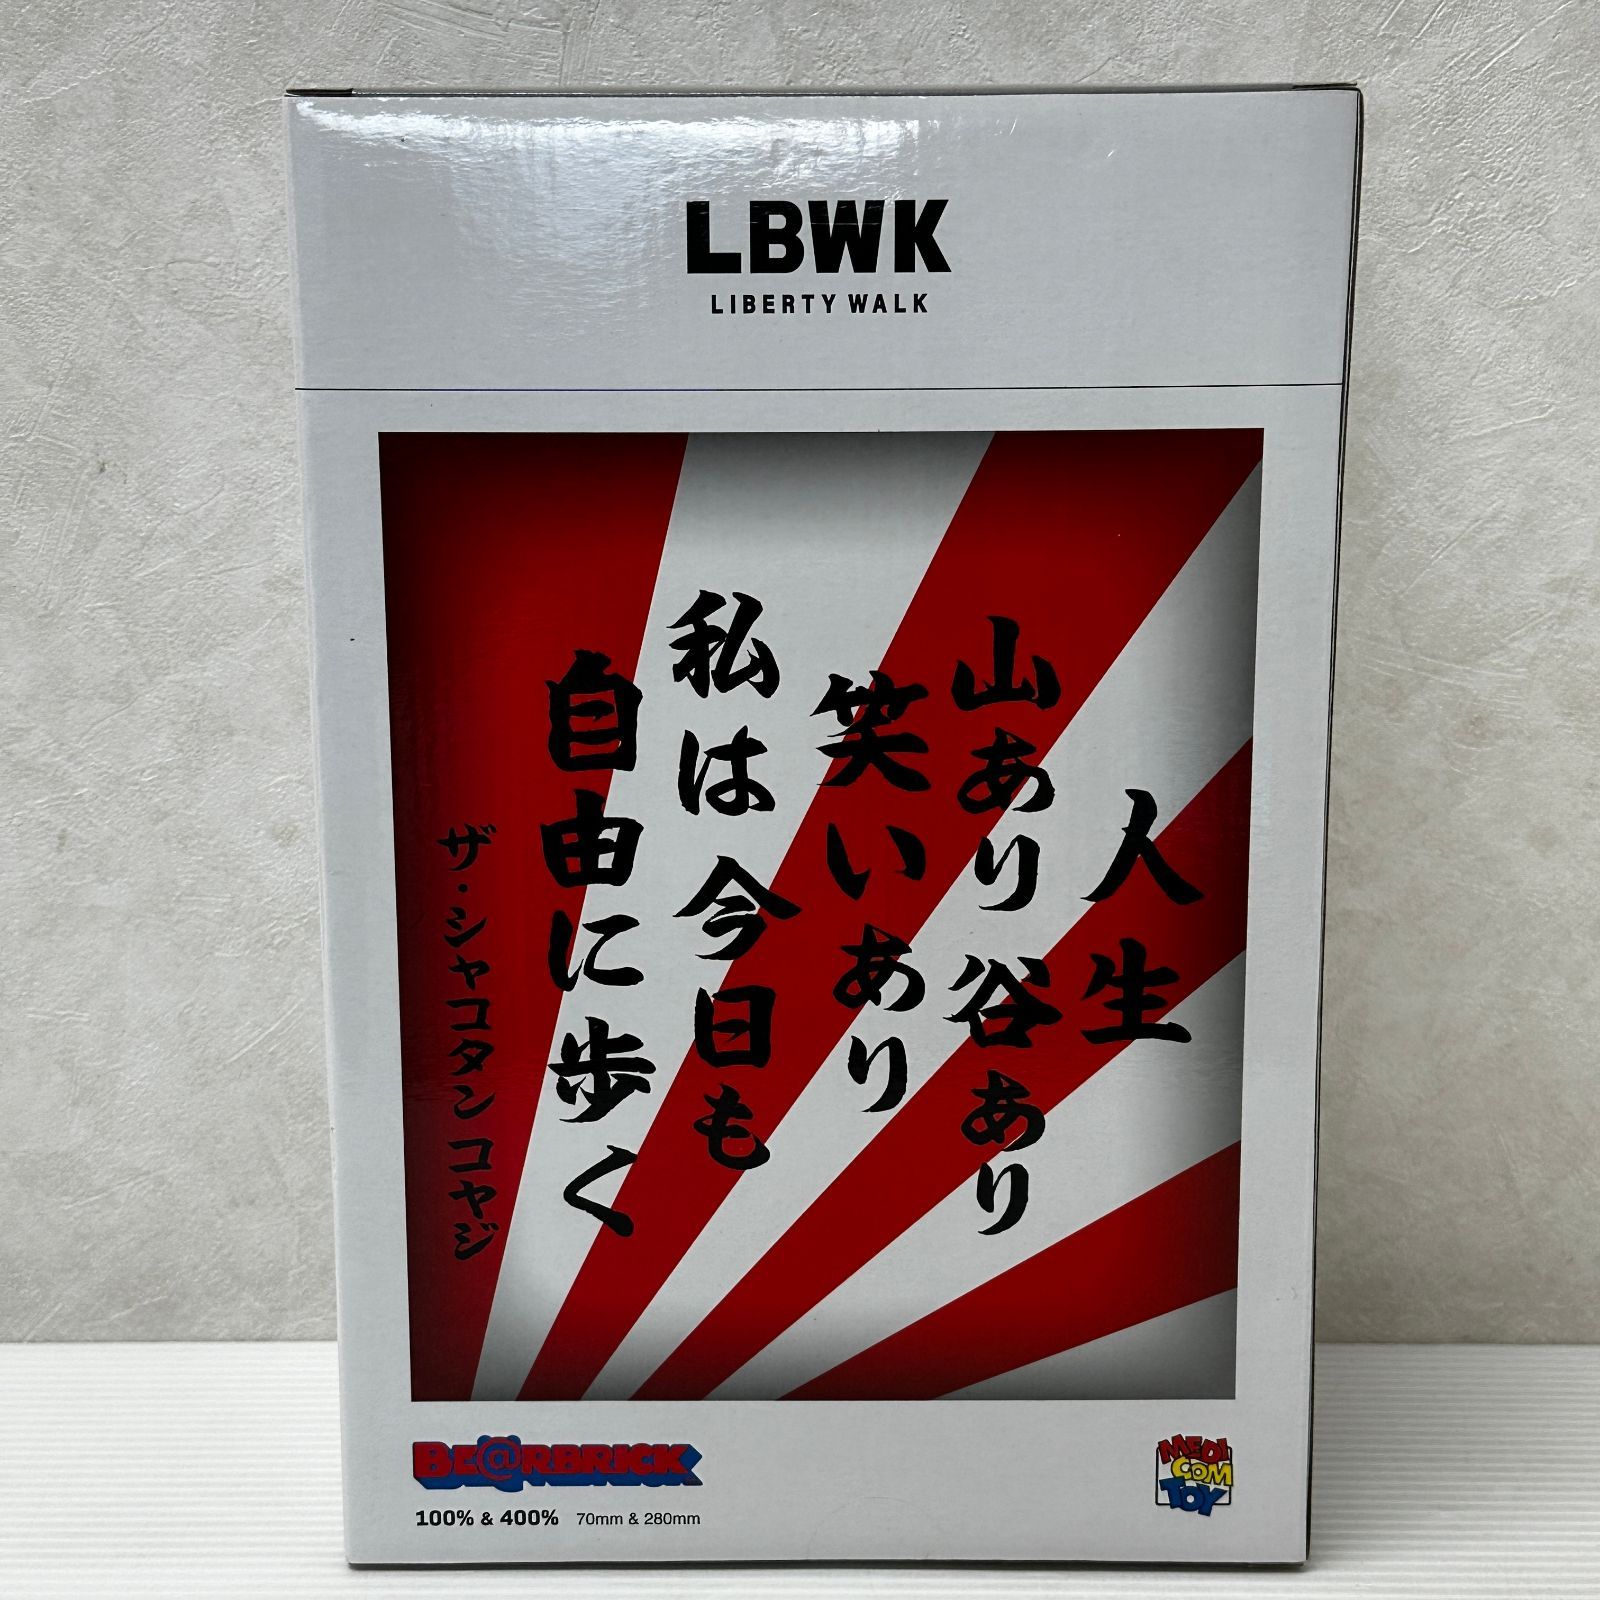 LBWK
LIBERTY WALK
人生
山あり谷あり
笑いあり
私は今日も
自由に歩く
ザ・シャコタンコヤジ
BE@RBRICK
100% & 400% 70mm & 280mm
MEDI
COM
TOY